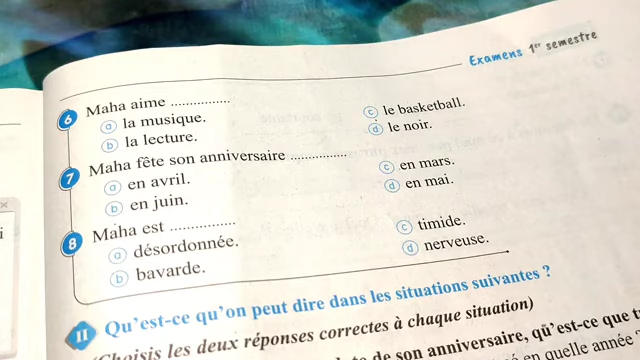 Examens 1er semestre
6 Maha aime ................
a la musique.
b la lecture.
c le basketball.
d le noir.
7 Maha fête son anniversaire ...............
a en avril.
b en juin.
c en mars.
d en mai.
8 Maha est ..................
a désordonnée.
b bavarde.
c timide.
d nerveuse.
II Qu'est-ce qu'on peut dire dans les situations suivantes ?
(Choisis les deux réponses correctes à chaque situation)
de son anniversaire, qu'est-ce que
en quelle année